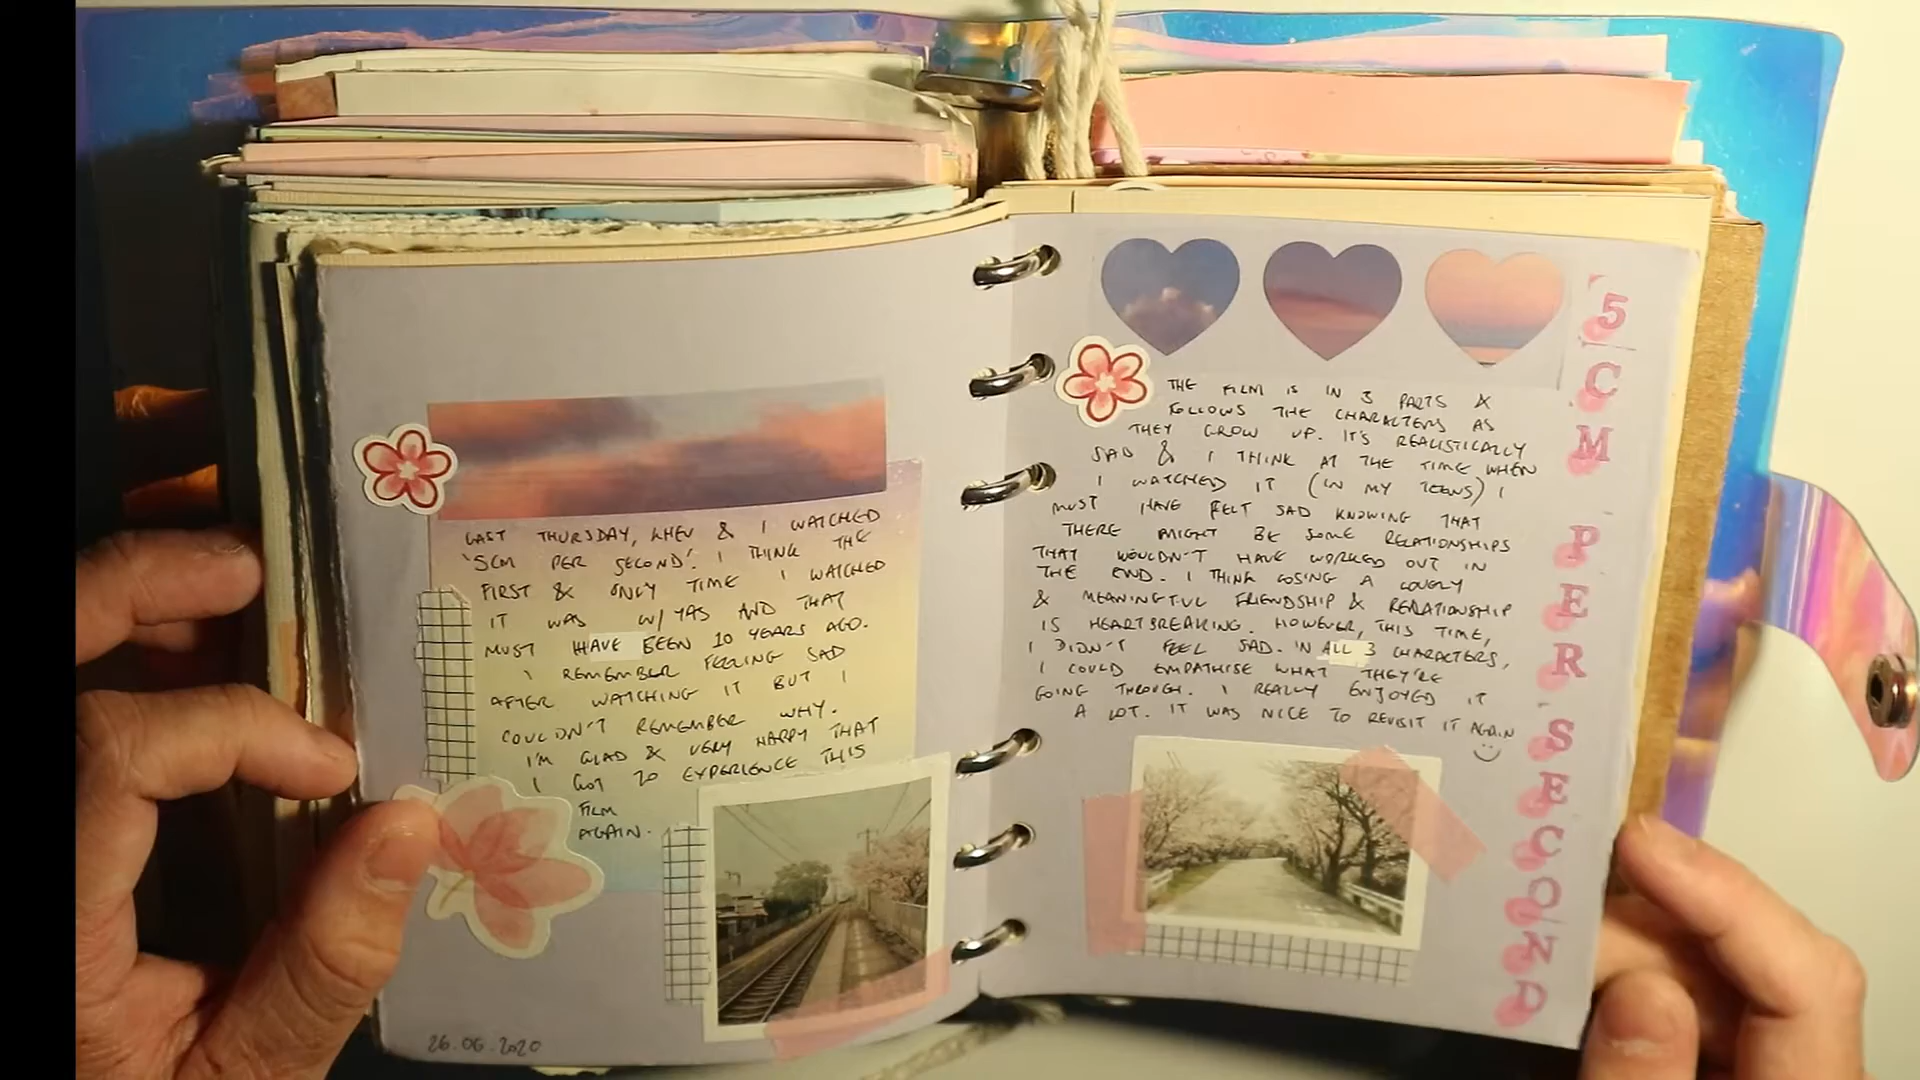 LAST THURSDAY, KHEV & I WATCHED
'5CM PER SECOND'. I THINK THE
FIRST & ONLY TIME I WATCHED
IT WAS W/ YAS AND THAT
MUST HAVE BEEN 10 YEARS AGO.
I REMEMBER FEELING SAD
AFTER WATCHING IT BUT I
COULDN'T REMEMBER WHY.
I'M GLAD & VERY HAPPY THAT
I GOT TO EXPERIENCE THIS
FILM
AGAIN.
26.06.2020
THE FILM IS IN 3 PARTS &
FOLLOWS THE CHARACTERS AS
THEY GROW UP. IT'S REALISTICALLY
SAD & I THINK AT THE TIME WHEN
I WATCHED IT (IN MY TEENS) I
MUST HAVE FELT SAD KNOWING THAT
THERE MIGHT BE SOME RELATIONSHIPS
THAT WOULDN'T HAVE WORKED OUT IN
THE END. I THINK LOSING A LOVELY
& MEANINGFUL FRIENDSHIP & RELATIONSHIP
IS HEARTBREAKING. HOWEVER, THIS TIME,
I DIDN'T FEEL SAD. IN ALL 3 CHARACTERS,
I COULD EMPATHISE WHAT THEY'RE
GOING THROUGH. I REALLY ENJOYED IT
A LOT. IT WAS NICE TO REVISIT IT AGAIN
5CM PER SECOND